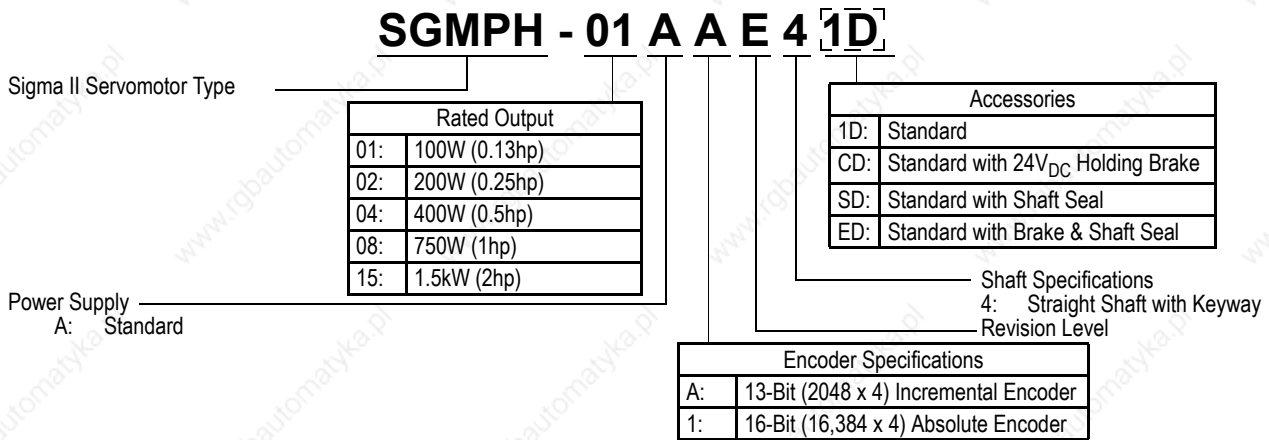 SGMPH - 01 A A E 4 1D
Sigma II Servomotor Type
Rated Output
01: 100W (0.13hp)
02: 200W (0.25hp)
04: 400W (0.5hp)
08: 750W (1hp)
15: 1.5kW (2hp)
Accessories
1D: Standard
CD: Standard with 24VDC Holding Brake
SD: Standard with Shaft Seal
ED: Standard with Brake & Shaft Seal
Power Supply
A: Standard
Shaft Specifications
4: Straight Shaft with Keyway
Revision Level
Encoder Specifications
A: 13-Bit (2048 x 4) Incremental Encoder
1: 16-Bit (16,384 x 4) Absolute Encoder
www.rgbautomatyka.pl